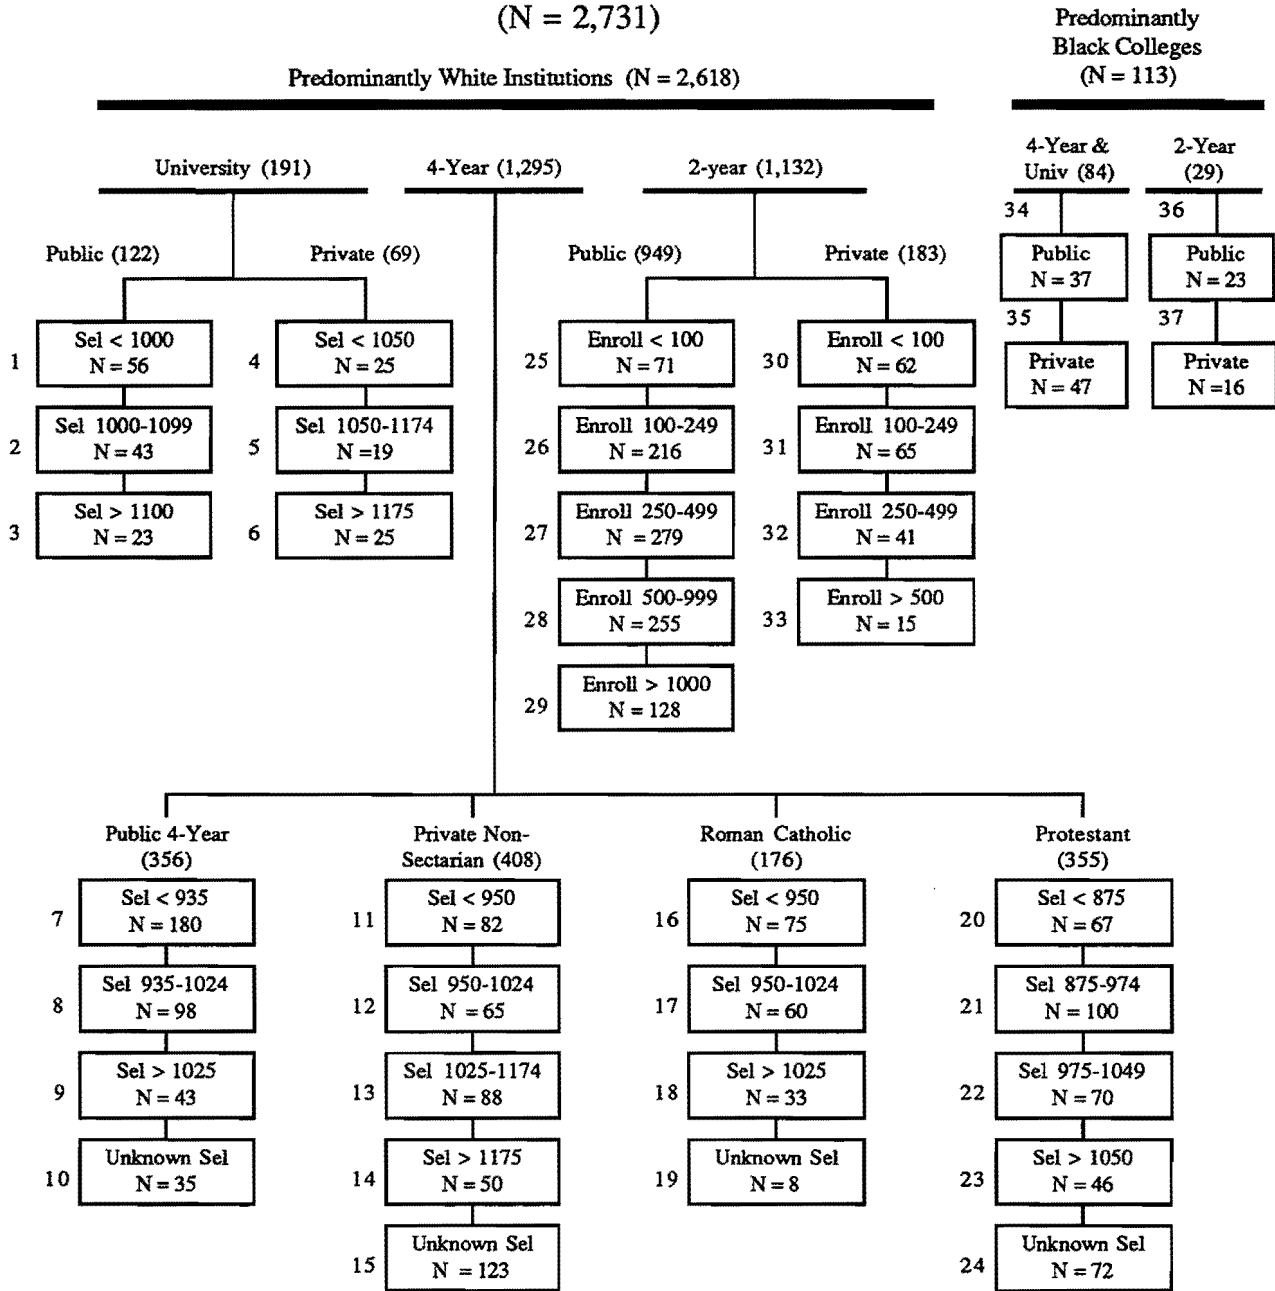 (N = 2,731)
Predominantly White Institutions (N = 2,618)
Predominantly
Black Colleges
(N = 113)
University (191)
4-Year (1,295)
2-year (1,132)
4-Year &
Univ (84)
2-Year
(29)
Public (122)
Private (69)
Public (949)
Private (183)
1
Sel < 1000
N = 56
2
Sel 1000-1099
N = 43
3
Sel > 1100
N = 23
4
Sel < 1050
N = 25
5
Sel 1050-1174
N =19
6
Sel > 1175
N = 25
25
Enroll < 100
N = 71
26
Enroll 100-249
N = 216
27
Enroll 250-499
N = 279
28
Enroll 500-999
N = 255
29
Enroll > 1000
N = 128
30
Enroll < 100
N = 62
31
Enroll 100-249
N = 65
32
Enroll 250-499
N = 41
33
Enroll > 500
N = 15
34
Public
N = 37
35
Private
N = 47
36
Public
N = 23
37
Private
N =16
Public 4-Year
(356)
7
Sel < 935
N = 180
8
Sel 935-1024
N = 98
9
Sel > 1025
N = 43
10
Unknown Sel
N = 35
Private Non-
Sectarian (408)
11
Sel < 950
N = 82
12
Sel 950-1024
N = 65
13
Sel 1025-1174
N = 88
14
Sel > 1175
N = 50
15
Unknown Sel
N = 123
Roman Catholic
(176)
16
Sel < 950
N = 75
17
Sel 950-1024
N = 60
18
Sel > 1025
N = 33
19
Unknown Sel
N = 8
Protestant
(355)
20
Sel < 875
N = 67
21
Sel 875-974
N = 100
22
Sel 975-1049
N = 70
23
Sel > 1050
N = 46
24
Unknown Sel
N = 72